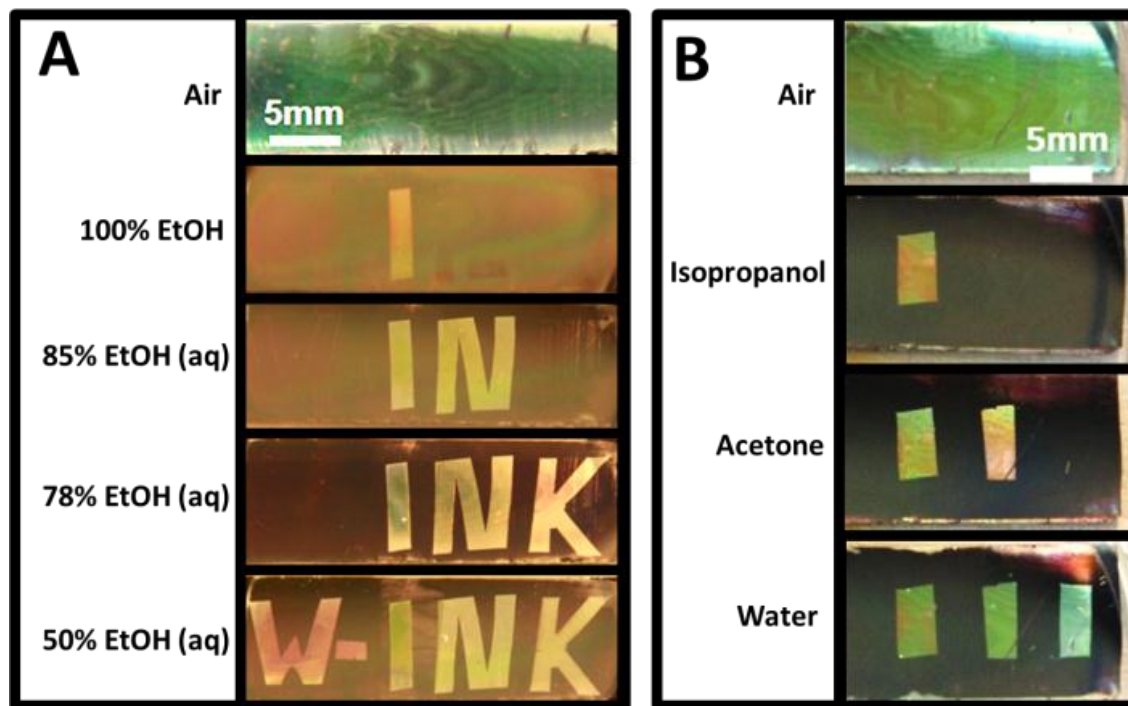 A
Air
5mm
100% EtOH
I
85% EtOH (aq)
IN
78% EtOH (aq)
INK
50% EtOH (aq)
W-INK
B
Air
5mm
Isopropanol
Acetone
Water